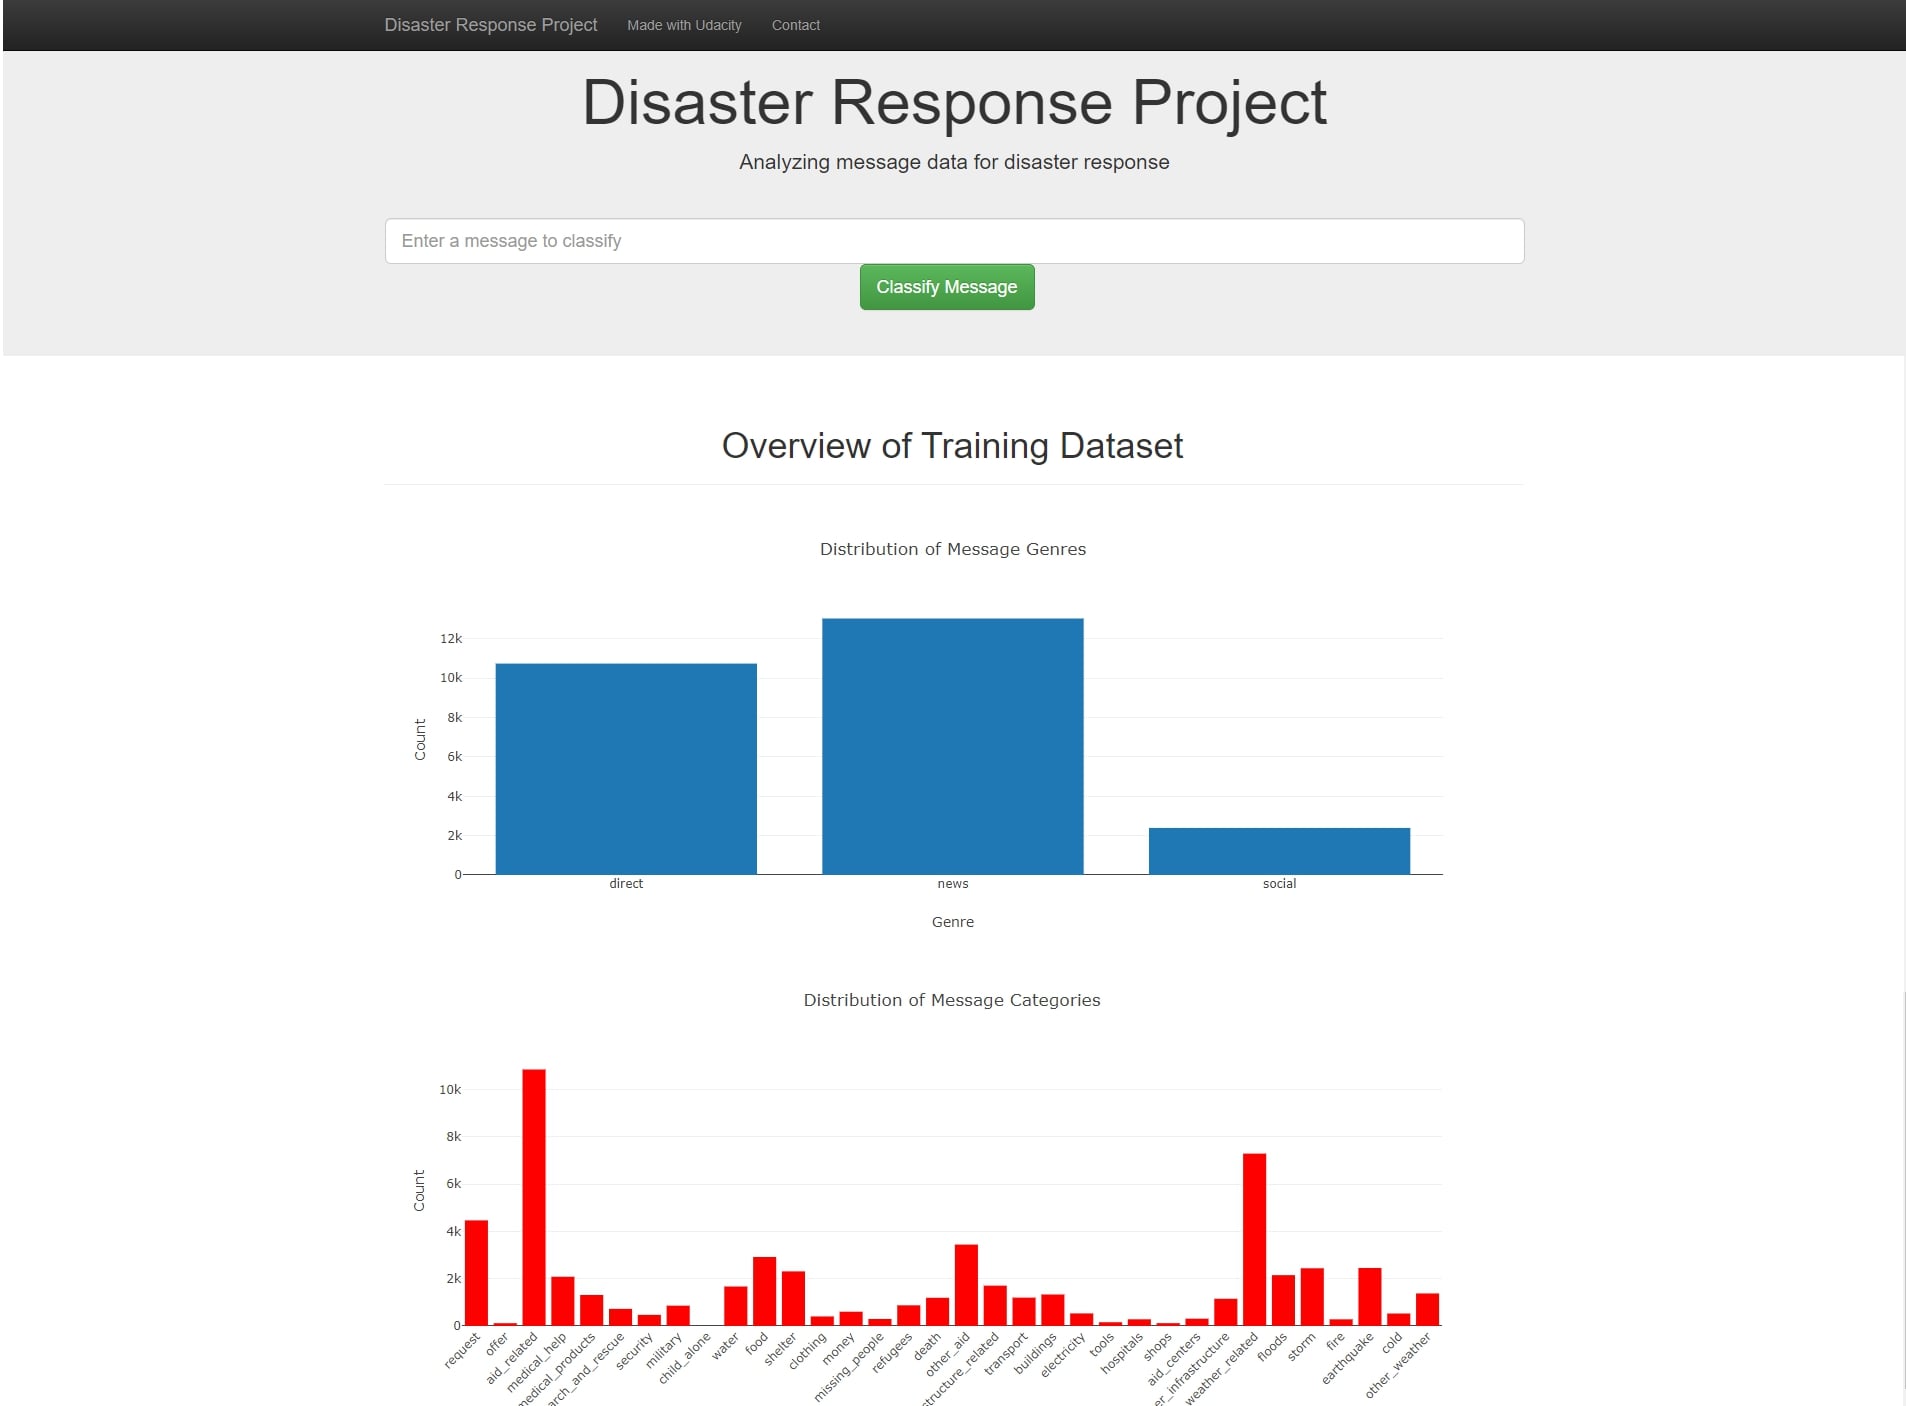 Disaster Response Project Made with Udacity Contact
Disaster Response Project
Analyzing message data for disaster response
Enter a message to classify
Classify Message
Overview of Training Dataset
Distribution of Message Genres
12k
10k
8k
6k
4k
2k
0
Count
direct news social
Genre
Distribution of Message Categories
10k
8k
6k
4k
2k
0
Count
request
offer
aid_related
medical_help
medical_products
arch_and_rescue
security
military
child_alone
water
food
shelter
clothing
money
missing_people
refugees
death
other_aid
structure_related
transport
buildings
electricity
tools
hospitals
shops
aid_centers
er_infrastructure
weather_related
floods
storm
fire
earthquake
cold
other_weather